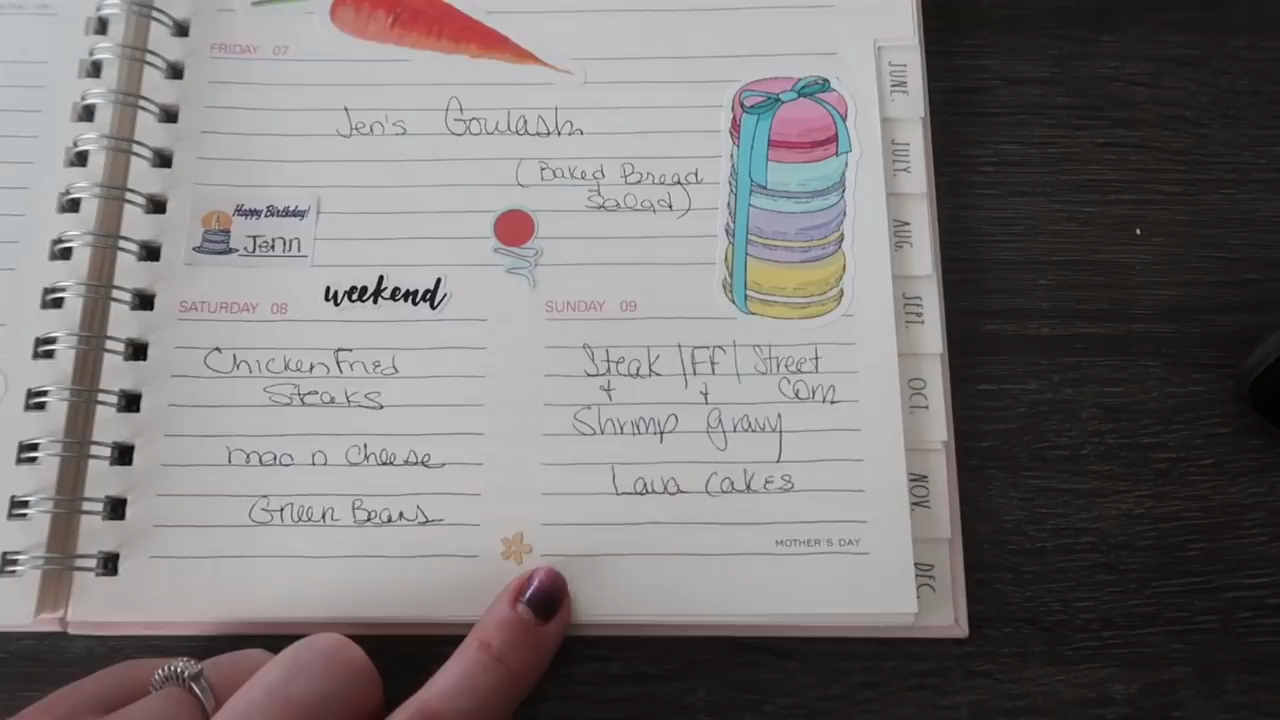 FRIDAY 07
Jen's Goulash
(Baked Bread
& Salad)
Happy Birthday!
Jenn
weekend
SATURDAY 08
Chicken Fried
Steaks
mac n Cheese
Green Beans
SUNDAY 09
Steak | FF | Street
+ + Corn
Shrimp gravy
Lava Cakes
MOTHER'S DAY
JUNE.
JULY.
AUG.
SEPT.
OCT.
NOV.
DEC.